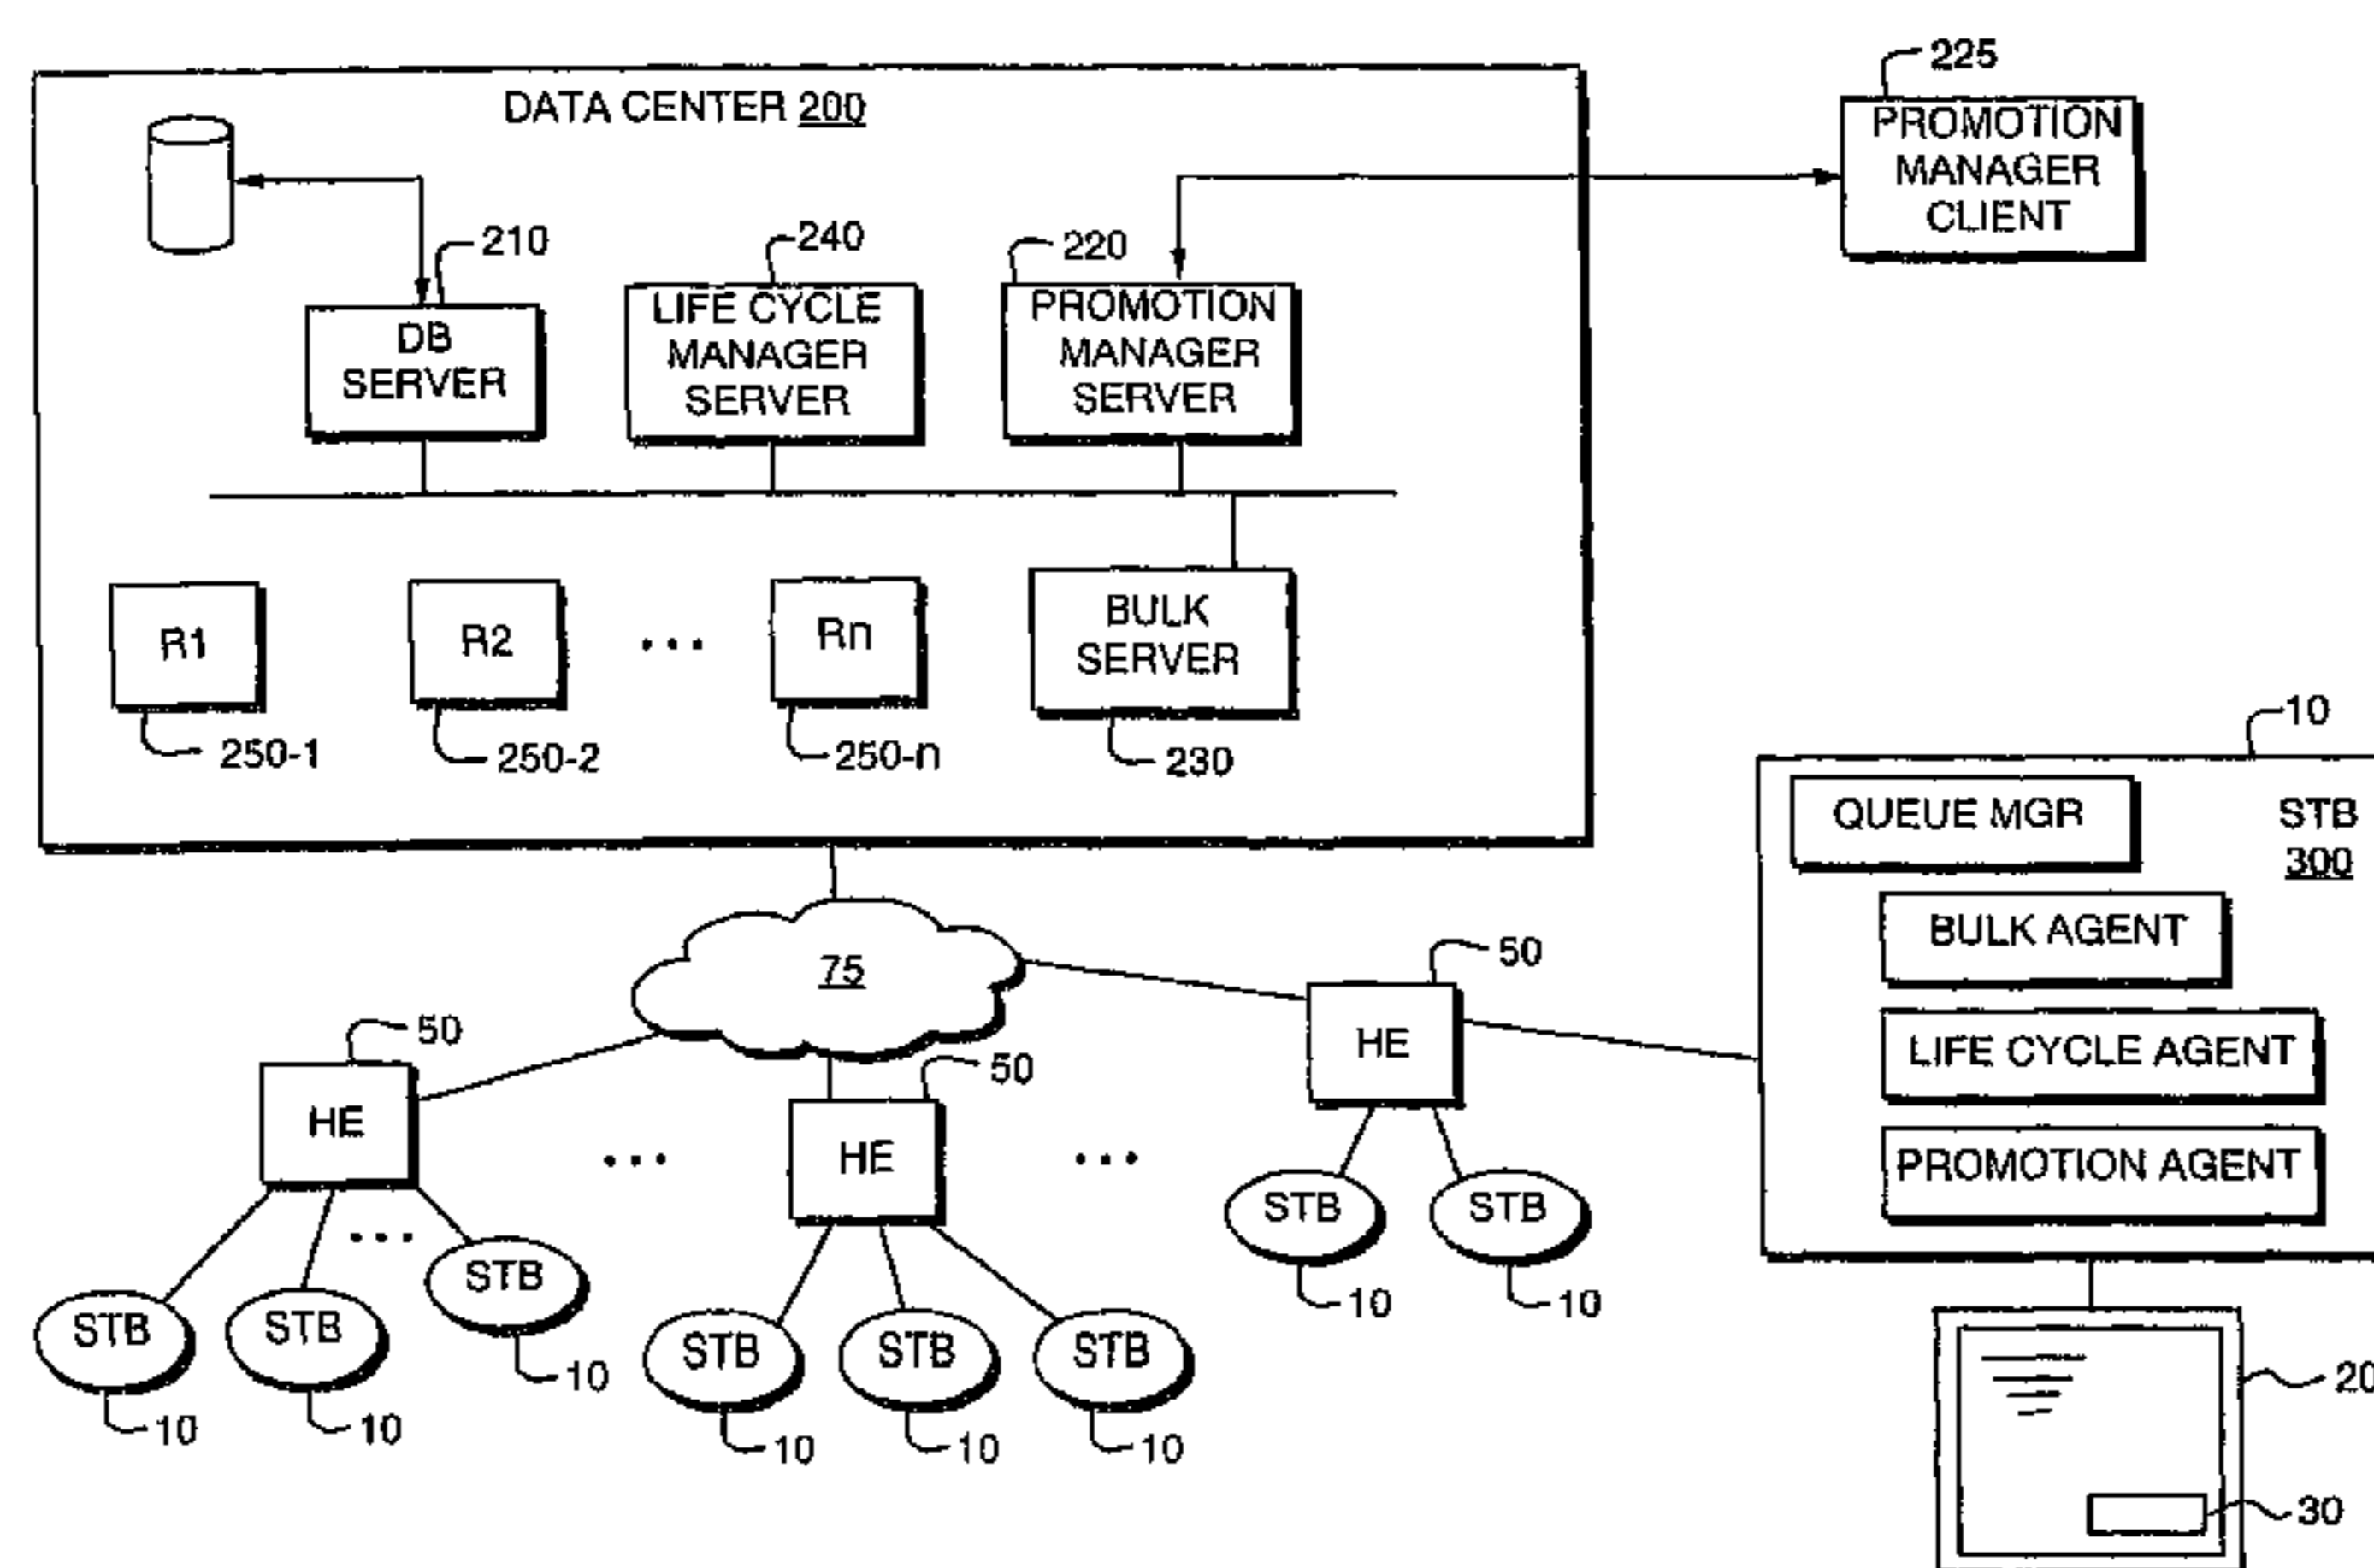 225
DATA CENTER 200
PROMOTION
MANAGER
CLIENT
210
240
220
DB
SERVER
LIFE CYCLE
MANAGER
SERVER
PROMOTION
MANAGER
SERVER
R1
R2
...
Rn
BULK
SERVER
250-1
250-2
250-n
230
10
QUEUE MGR
STB
300
BULK AGENT
LIFE CYCLE AGENT
PROMOTION AGENT
75
50
HE
50
HE
50
HE
...
...
...
STB
STB
STB
STB
STB
STB
STB
STB
10
10
10
10
10
10
10
10
20
30